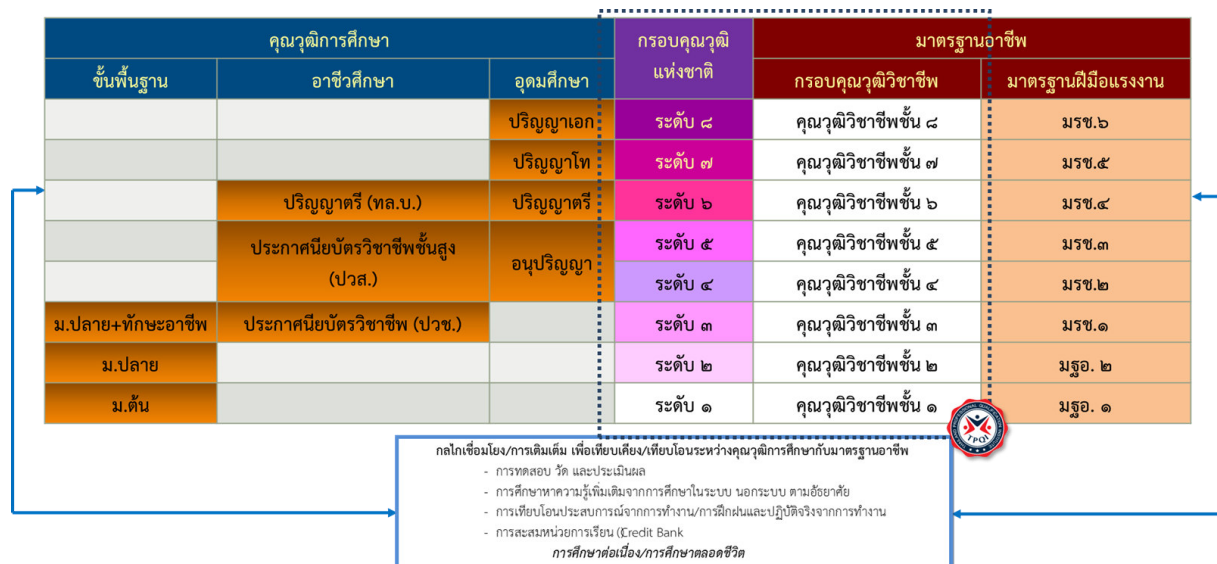 คุณวุฒิการศึกษา กรอบคุณวุฒิ มาตรฐานอาชีพ
แห่งชาติ
ขั้นพื้นฐาน อาชีวศึกษา อุดมศึกษา กรอบคุณวุฒิวิชาชีพ มาตรฐานฝีมือแรงงาน
ปริญญาเอก ระดับ ๘ คุณวุฒิวิชาชีพชั้น ๘ มรช.๖
ปริญญาโท ระดับ ๗ คุณวุฒิวิชาชีพชั้น ๗ มรช.๕
ปริญญาตรี (ทล.บ.) ปริญญาตรี ระดับ ๖ คุณวุฒิวิชาชีพชั้น ๖ มรช.๔
ประกาศนียบัตรวิชาชีพชั้นสูง ระดับ ๕ คุณวุฒิวิชาชีพชั้น ๕ มรช.๓
อนุปริญญา
(ปวส.) ระดับ ๔ คุณวุฒิวิชาชีพชั้น ๔ มรช.๒
ม.ปลาย+ทักษะอาชีพ ประกาศนียบัตรวิชาชีพ (ปวช.) ระดับ ๓ คุณวุฒิวิชาชีพชั้น ๓ มรช.๑
ม.ปลาย ระดับ ๒ คุณวุฒิวิชาชีพชั้น ๒ มฐอ. ๒
ม.ต้น ระดับ ๑ คุณวุฒิวิชาชีพชั้น ๑ มฐอ. ๑
TPQI
กลไกเชื่อมโยง/การเติมเต็ม เพื่อเทียบเคียง/เทียบโอนระหว่างคุณวุฒิการศึกษากับมาตรฐานอาชีพ
- การทดสอบ วัด และประเมินผล
- การศึกษาหาความรู้เพิ่มเติมจากการศึกษาในระบบ นอกระบบ ตามอัธยาศัย
- การเทียบโอนประสบการณ์จากการทำงาน/การฝึกฝนและปฏิบัติจริงจากการทำงาน
- การสะสมหน่วยการเรียน (Credit Bank
การศึกษาต่อเนื่อง/การศึกษาตลอดชีวิต